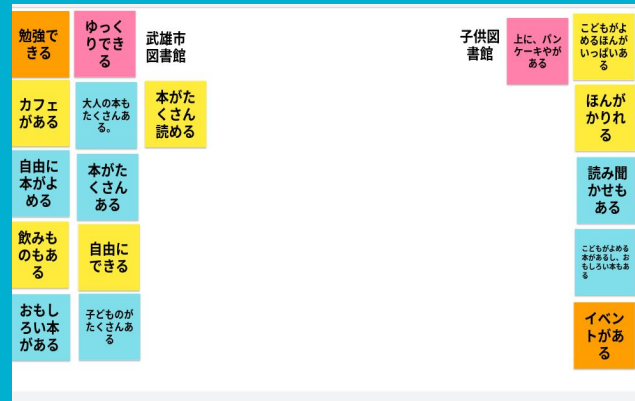 勉強で
きる
ゆっく
りでき
る
武雄市
図書館
カフェ
がある
大人の本も
たくさんあ
る。
本がた
くさん
読める
自由に
本がよ
める
本がた
くさん
ある
飲みも
のもあ
る
自由に
できる
おもし
ろい本
がある
子どものが
たくさんあ
る
子供図
書館
上に、パン
ケーキやが
ある
こどもがよ
めるほんが
いっぱいあ
る
ほんが
かりれ
る
読み聞
かせも
ある
こどもがよめる
本があるし、お
もしろい本もあ
る
イベン
トがあ
る